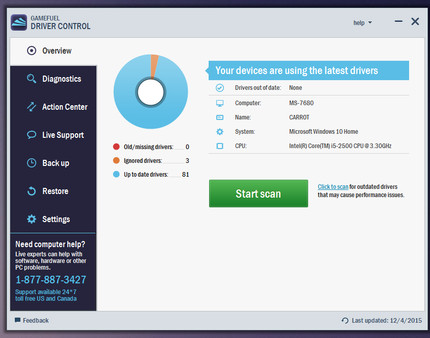 GAMEFUEL
DRIVER CONTROL
help
Overview
Diagnostics
Action Center
Live Support
Back up
Restore
Settings
Need computer help?
Live experts can help with
software, hardware or other
PC problems.
1-877-887-3427
Support available 24*7
toll free US and Canada
Old/missing drivers: 0
Ignored drivers: 3
Up to date drivers: 81
Your devices are using the latest drivers
Drivers out of date: None
Computer: MS-7680
Name: CARROT
System: Microsoft Windows 10 Home
CPU: Intel(R) Core(TM) i5-2500 CPU @ 3.30GHz
Start scan
Click to scan for outdated drivers
that may cause performance issues.
Feedback
Last updated: 12/4/2015